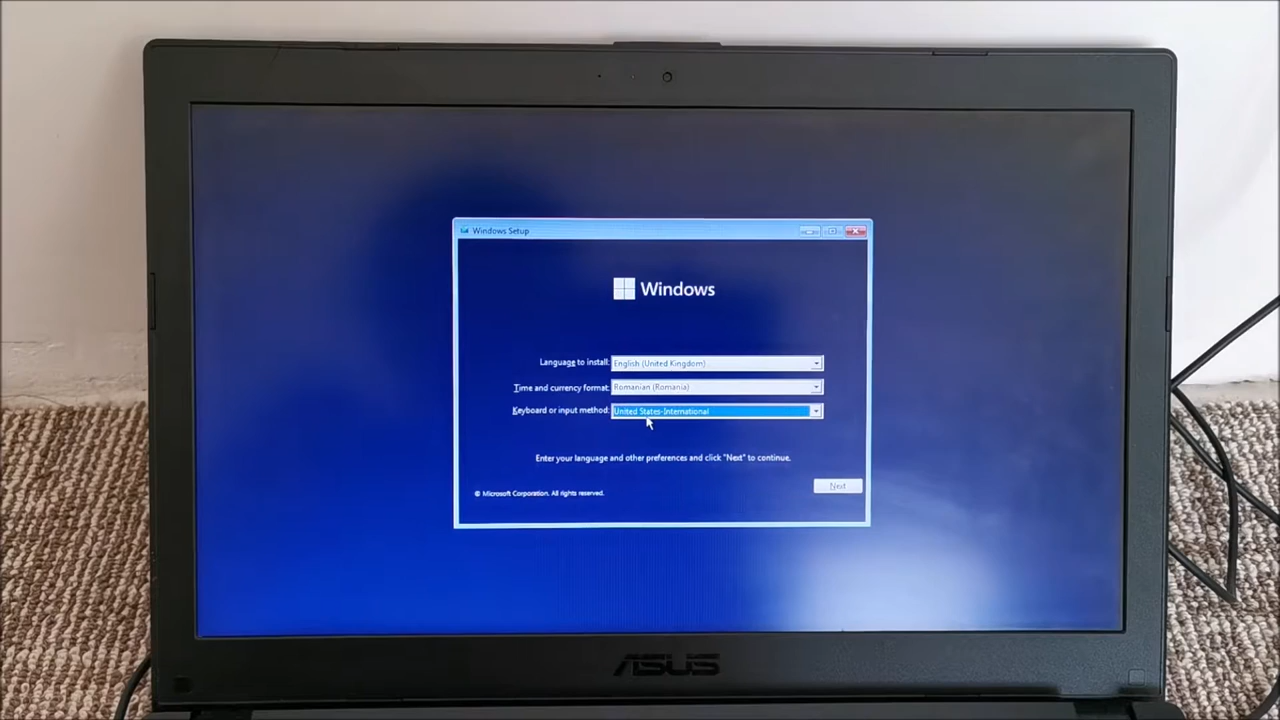 Windows Setup
Windows
Language to install: English (United Kingdom)
Time and currency format: Romanian (Romania)
Keyboard or input method: United States-International
Enter your language and other preferences and click "Next" to continue.
Next
© Microsoft Corporation. All rights reserved.
ASUS